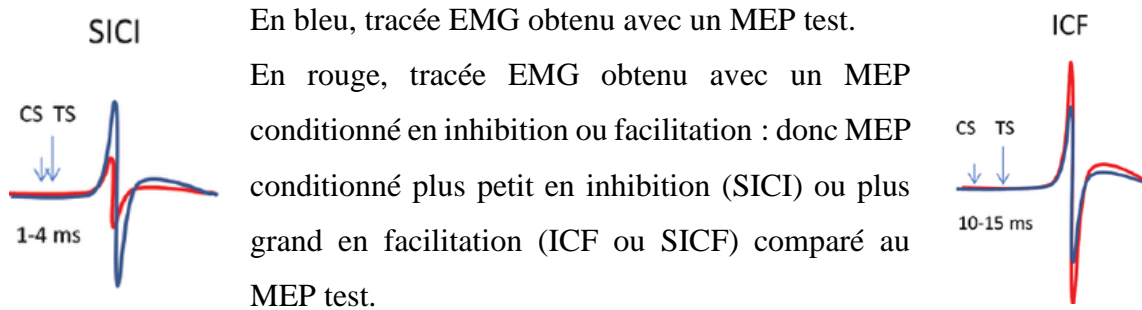 SICI
CS TS
1-4 ms
En bleu, tracée EMG obtenu avec un MEP test.
En rouge, tracée EMG obtenu avec un MEP
conditionné en inhibition ou facilitation : donc MEP
conditionné plus petit en inhibition (SICI) ou plus
grand en facilitation (ICF ou SICF) comparé au
MEP test.
ICF
CS TS
10-15 ms